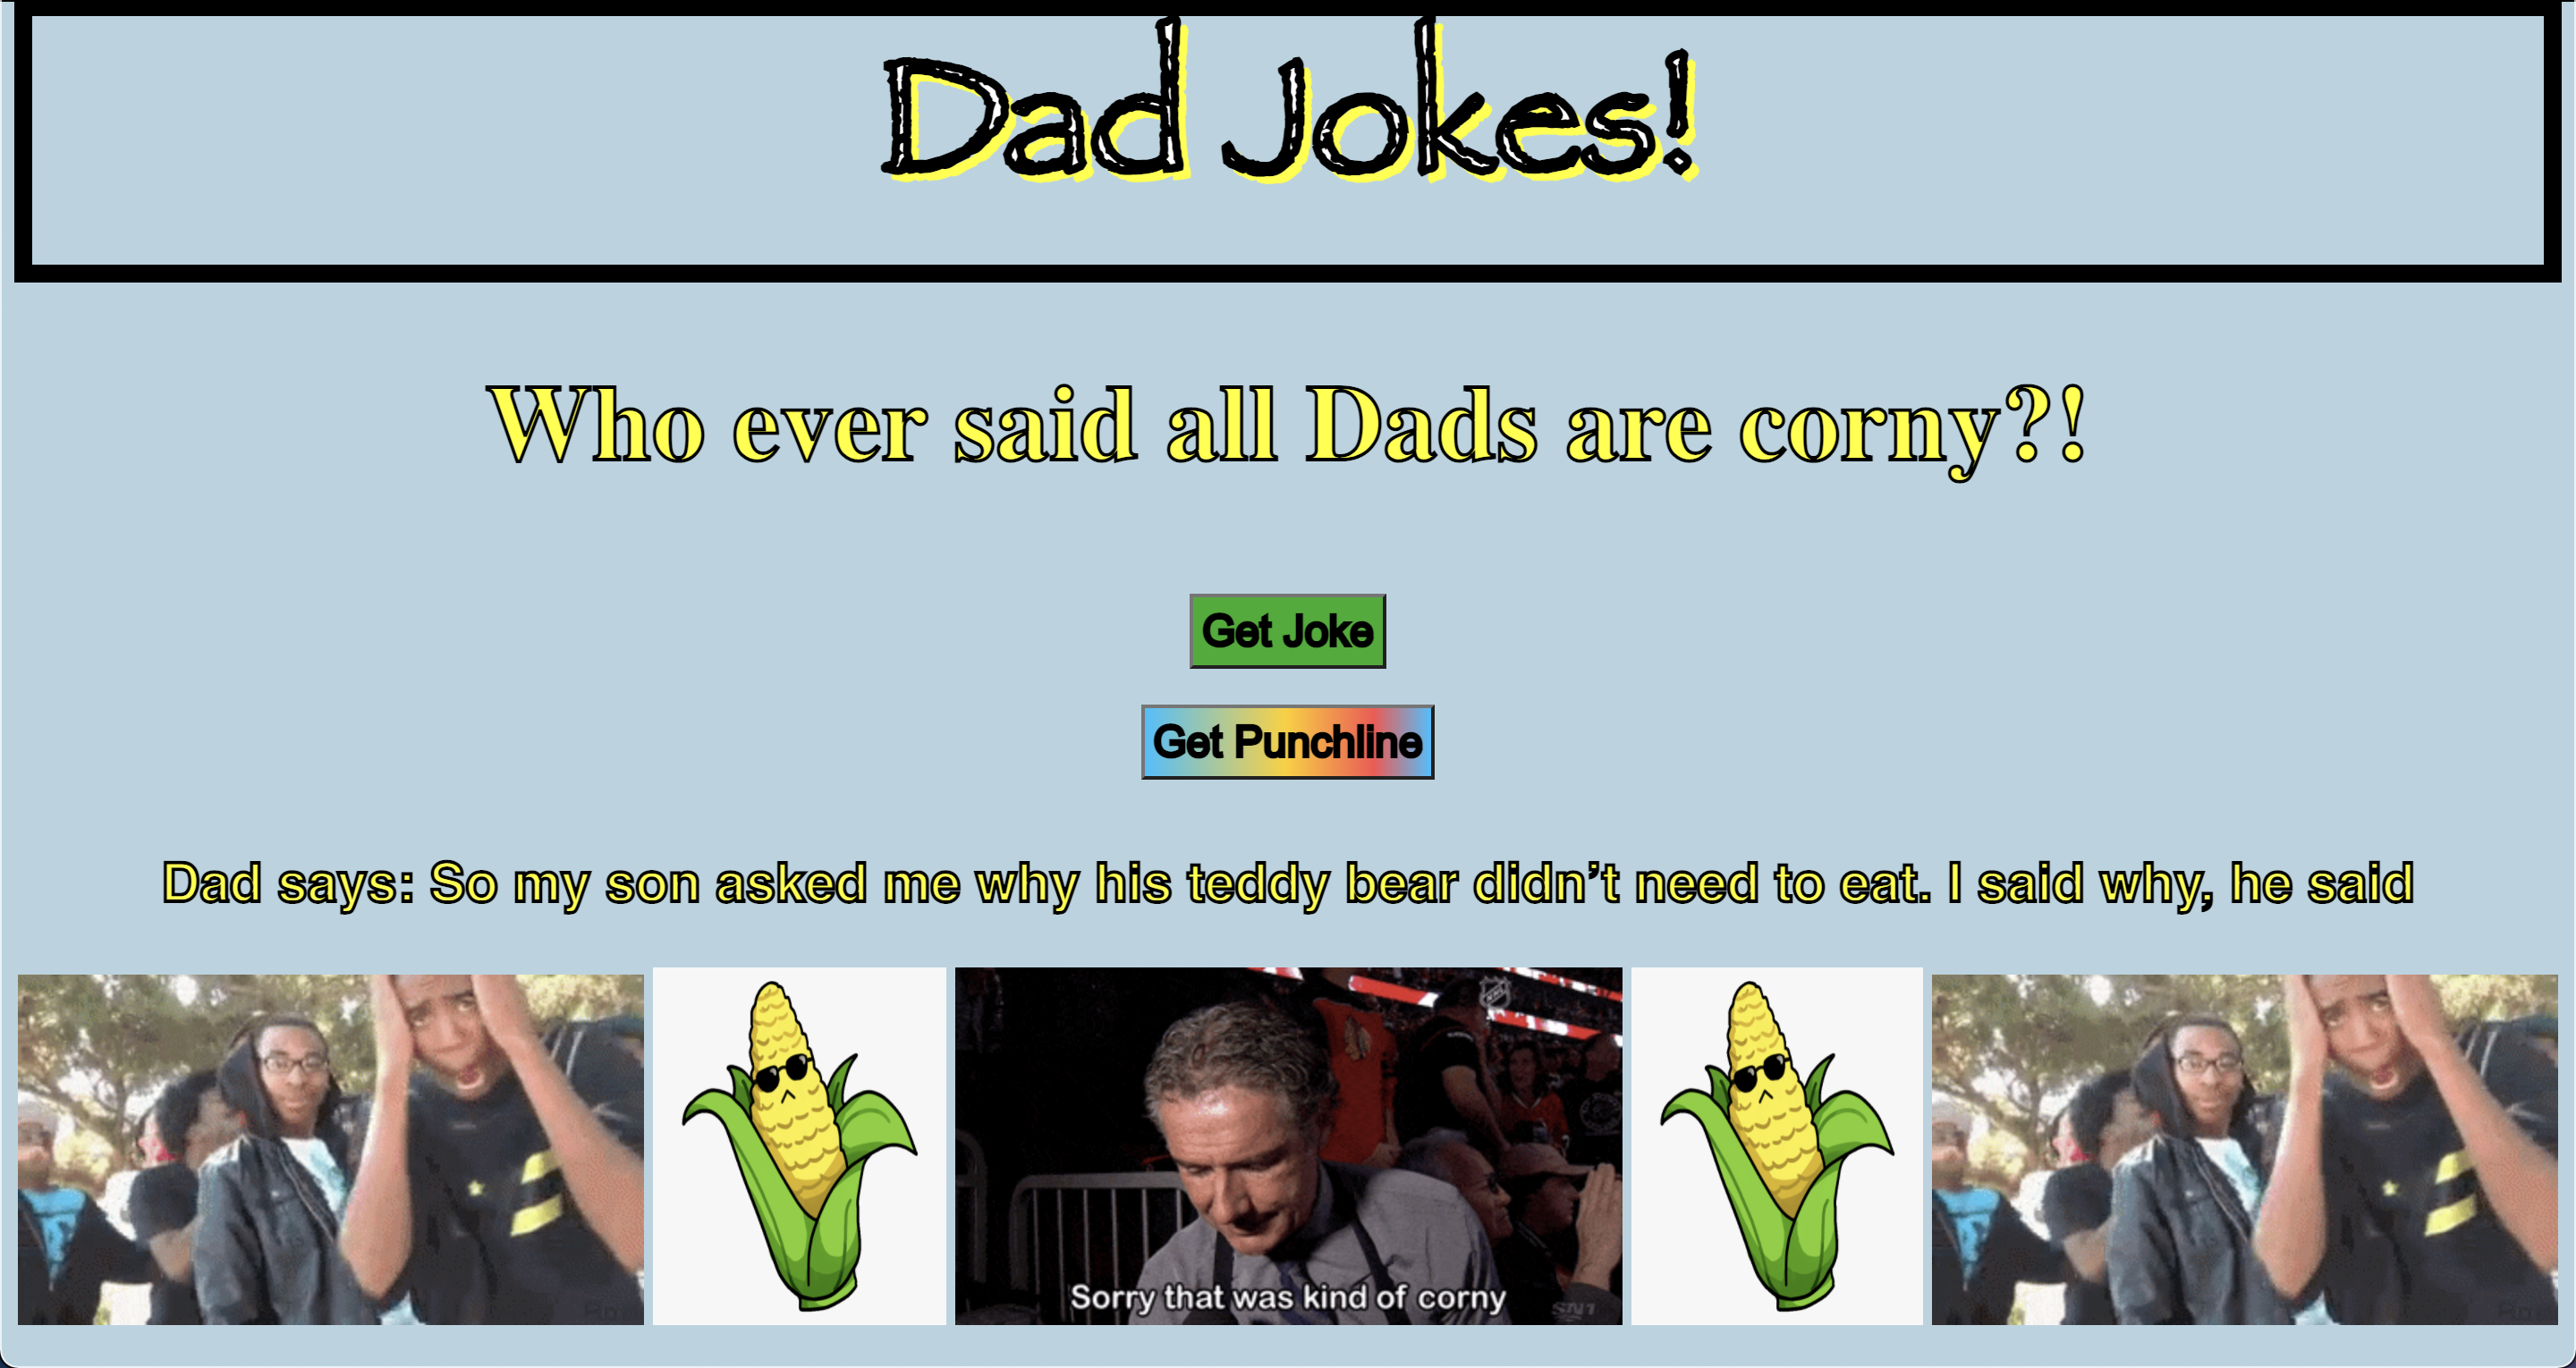 Dad Jokes!
Who ever said all Dads are corny?!
Get Joke
Get Punchline
Dad says: So my son asked me why his teddy bear didn’t need to eat. I said why, he said
Sorry that was kind of corny